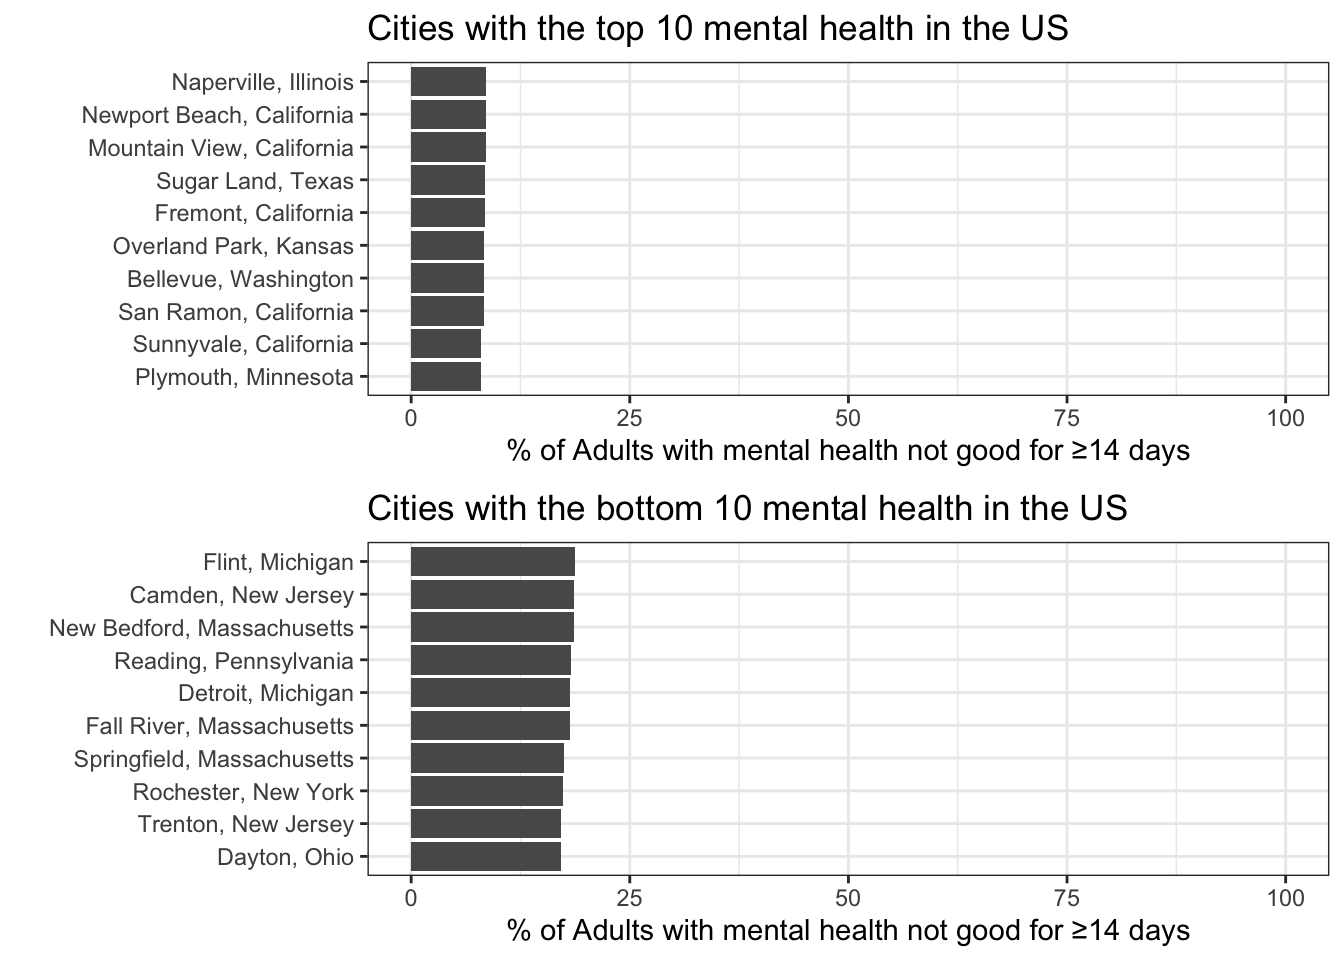 Cities with the top 10 mental health in the US
Naperville, Illinois
Newport Beach, California
Mountain View, California
Sugar Land, Texas
Fremont, California
Overland Park, Kansas
Bellevue, Washington
San Ramon, California
Sunnyvale, California
Plymouth, Minnesota
0 25 50 75 100
% of Adults with mental health not good for ≥14 days
Cities with the bottom 10 mental health in the US
Flint, Michigan
Camden, New Jersey
New Bedford, Massachusetts
Reading, Pennsylvania
Detroit, Michigan
Fall River, Massachusetts
Springfield, Massachusetts
Rochester, New York
Trenton, New Jersey
Dayton, Ohio
0 25 50 75 100
% of Adults with mental health not good for ≥14 days